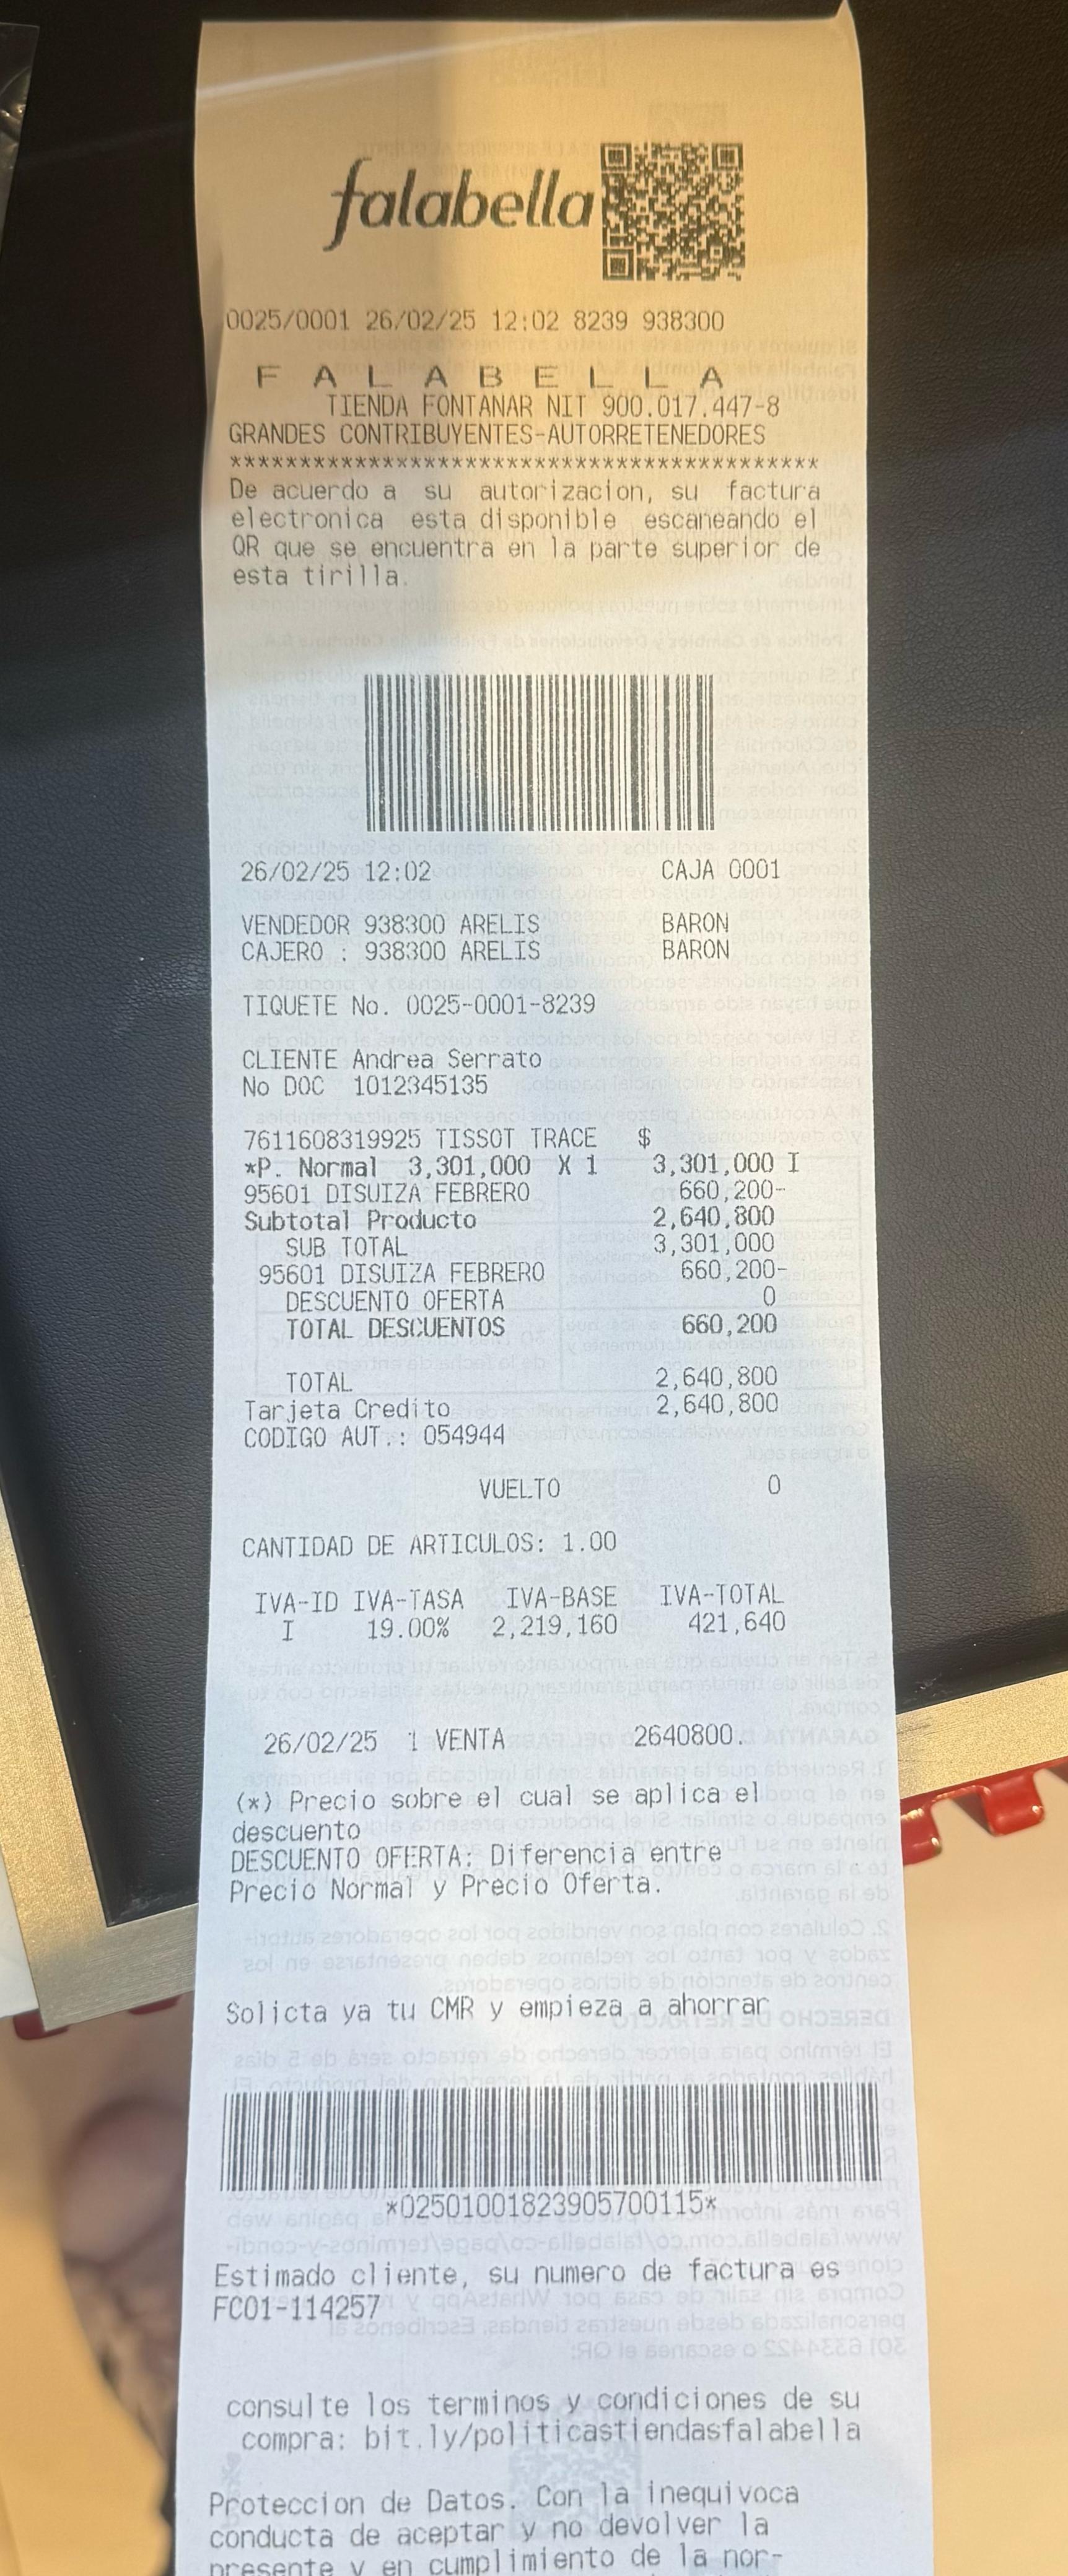 falabella
0025/0001 26/02/25 12:02 8239 938300
F A L A B E L L A
TIENDA FONTANAR NIT 900.017.447-8
GRANDES CONTRIBUYENTES-AUTORRETENEDORES
******************************************
De acuerdo a su autorizacion, su factura
electronica esta disponible escaneando el
QR que se encuentra en la parte superior de
esta tirilla.
26/02/25 12:02 CAJA 0001
VENDEDOR 938300 ARELIS BARON
CAJERO : 938300 ARELIS BARON
TIQUETE No. 0025-0001-8239
CLIENTE Andrea Serrato
No DOC 1012345135
7611608319925 TISSOT TRACE $
*P. Normal 3,301,000 X 1 3,301,000 I
95601 DISUIZA FEBRERO 660,200-
Subtotal Producto 2,640,800
SUB TOTAL 3,301,000
95601 DISUIZA FEBRERO 660,200-
DESCUENTO OFERTA 0
TOTAL DESCUENTOS 660,200
TOTAL 2,640,800
Tarjeta Credito 2,640,800
CODIGO AUT.: 054944
VUELTO 0
CANTIDAD DE ARTICULOS: 1.00
IVA-ID IVA-TASA IVA-BASE IVA-TOTAL
I 19.00% 2,219,160 421,640
26/02/25 1 VENTA 2640800.
(*) Precio sobre el cual se aplica el
descuento
DESCUENTO OFERTA: Diferencia entre
Precio Normal y Precio Oferta.
Solicta ya tu CMR y empieza a ahorrar
*02501001823905700115*
Estimado cliente, su numero de factura es
FC01-114257
consulte los terminos y condiciones de su
compra: bit.ly/politicastiendasfalabella
Proteccion de Datos. Con la inequivoca
conducta de aceptar y no devolver la
presente y en cumplimiento de la nor-